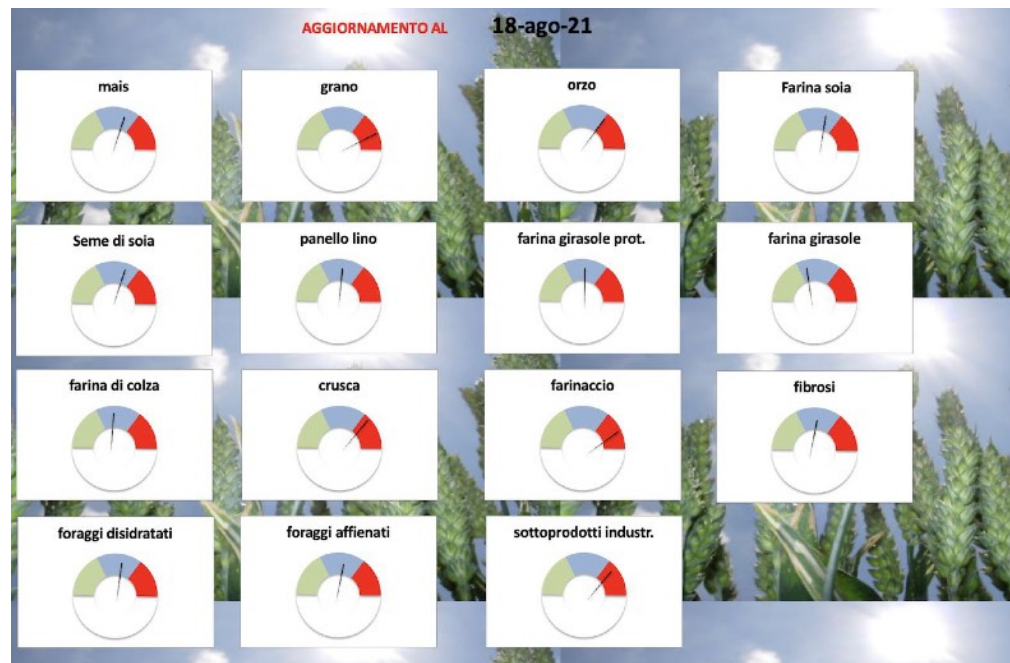 AGGIORNAMENTO AL 18-ago-21
mais
grano
orzo
Farina soia
Seme di soia
panello lino
farina girasole prot.
farina girasole
farina di colza
crusca
farinaccio
fibrosi
foraggi disidratati
foraggi affienati
sottoprodotti industr.